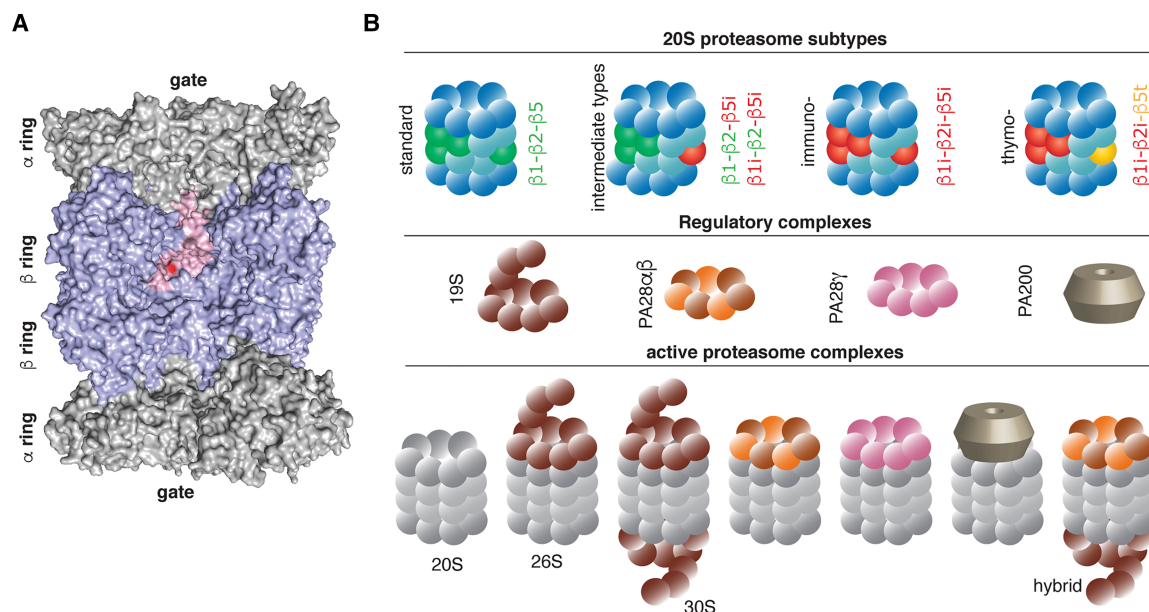 A
gate
α ring
β ring
β ring
α ring
gate
B
20S proteasome subtypes
standard
β1-β2-β5
intermediate types
β1-β2-β5i
β1i-β2-β5i
immuno-
β1i-β2i-β5i
thymo-
β1i-β2i-β5t
Regulatory complexes
19S
PA28αβ
PA28γ
PA200
active proteasome complexes
20S
26S
30S
hybrid